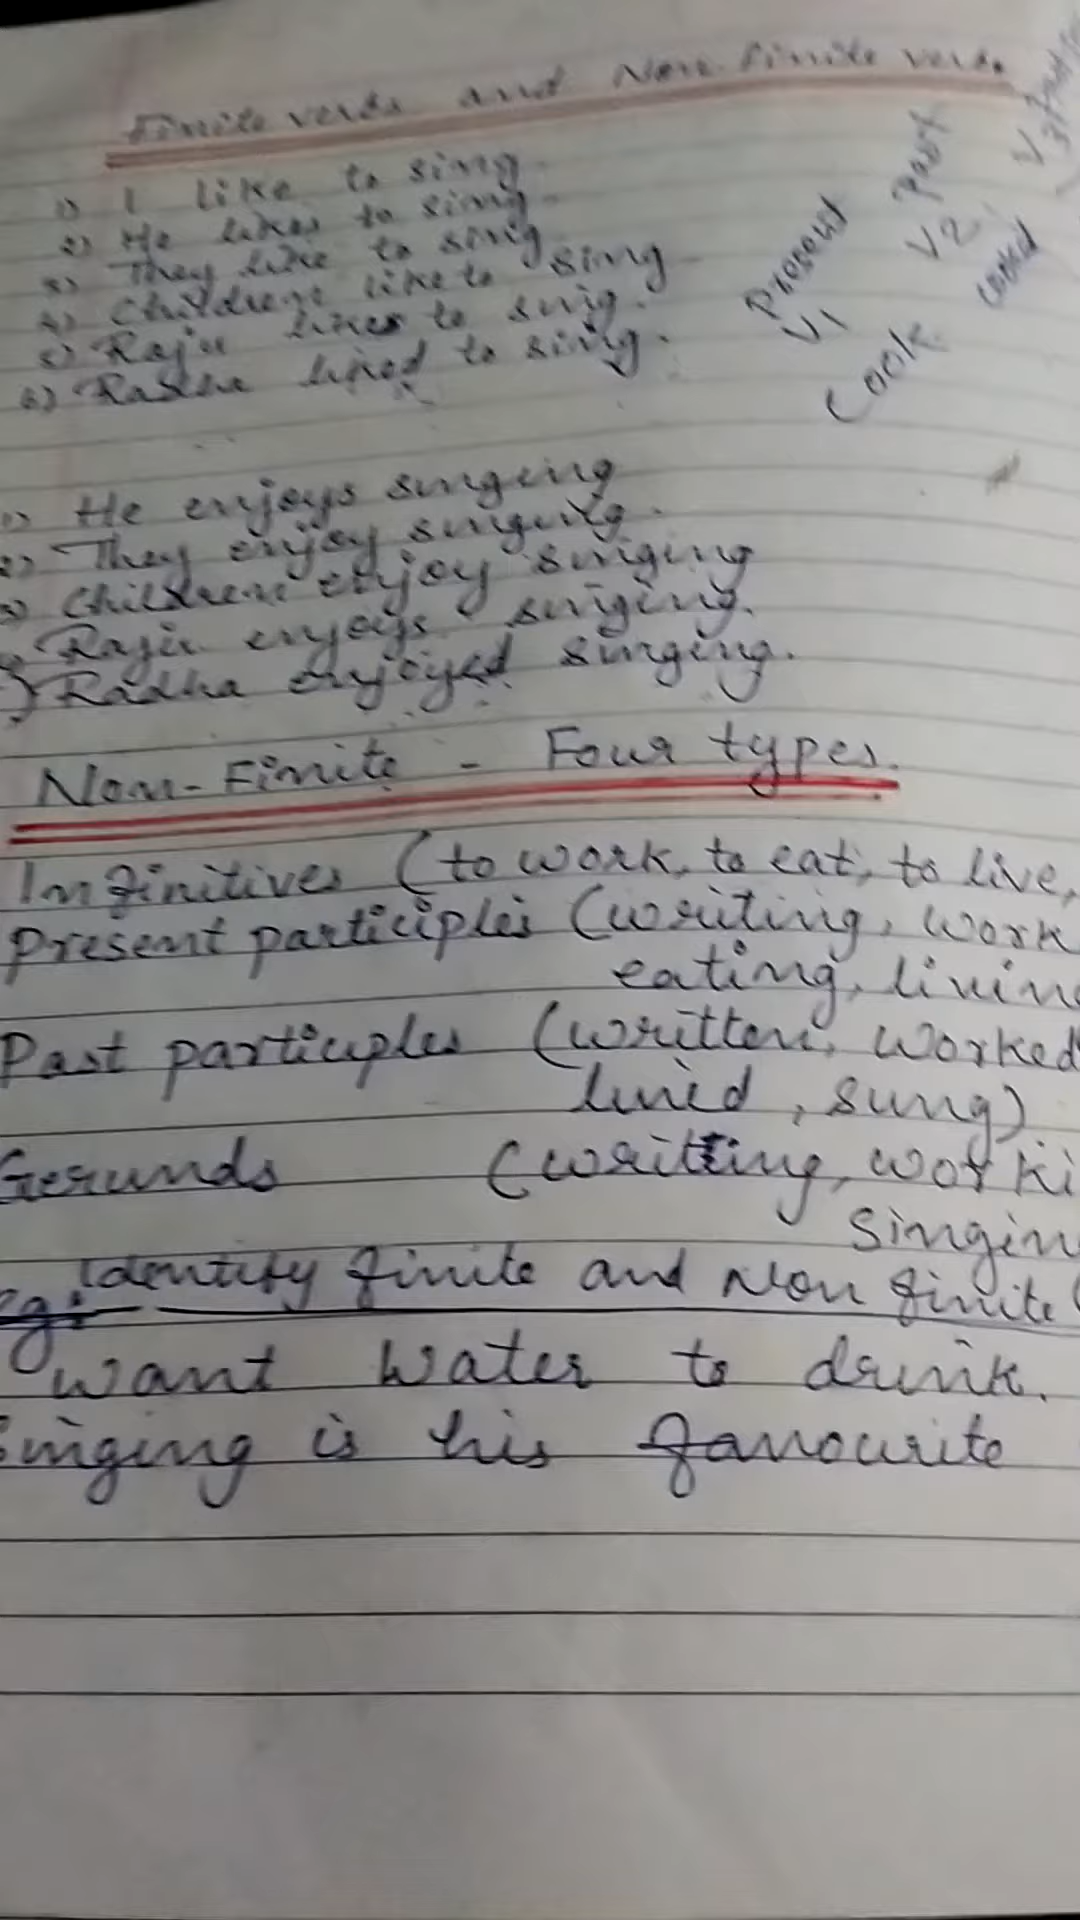 Finite verbs and Non-finite verbs
1) I like to sing.
2) He likes to sing.
3) They like to sing.
4) Children like to sing.
5) Raju likes to sing.
6) Radha liked to sing.
Present Past
V1 V2 V3
Cook cooked
1) He enjoys singing
2) They enjoy singing.
3) Children enjoy singing
Raju enjoys singing.
Radha enjoyed singing.
Non-Finite - Four types.
Infinitives (to work, to eat, to live,
Present participles (writing, work
eating, livin
Past participles (written, worked
lived, sung)
Gerunds (writting, worki
Singin
eg: Identify finite and Non finite (
want water to drink.
Singing is his favourite